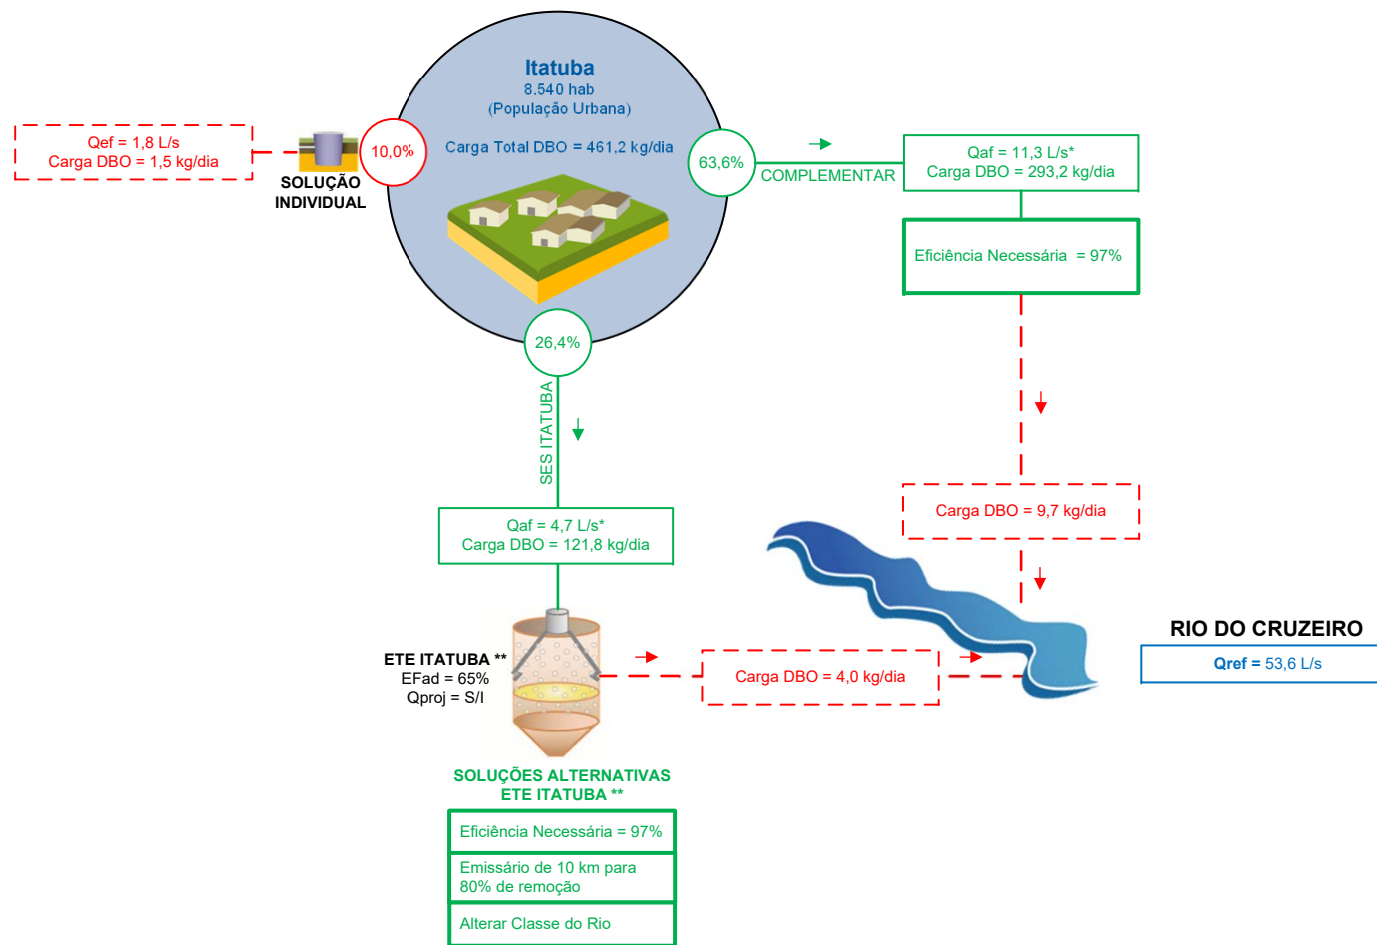 Itatuba
8.540 hab
(População Urbana)
Carga Total DBO = 461,2 kg/dia
Qef = 1,8 L/s
Carga DBO = 1,5 kg/dia
10,0%
SOLUÇÃO
INDIVIDUAL
63,6%
COMPLEMENTAR
Qaf = 11,3 L/s*
Carga DBO = 293,2 kg/dia
Eficiência Necessária = 97%
26,4%
SES ITATUBA
Qaf = 4,7 L/s*
Carga DBO = 121,8 kg/dia
Carga DBO = 9,7 kg/dia
ETE ITATUBA **
EFad = 65%
Qproj = S/I
Carga DBO = 4,0 kg/dia
RIO DO CRUZEIRO
Qref = 53,6 L/s
SOLUÇÕES ALTERNATIVAS
ETE ITATUBA **
Eficiência Necessária = 97%
Emissário de 10 km para
80% de remoção
Alterar Classe do Rio